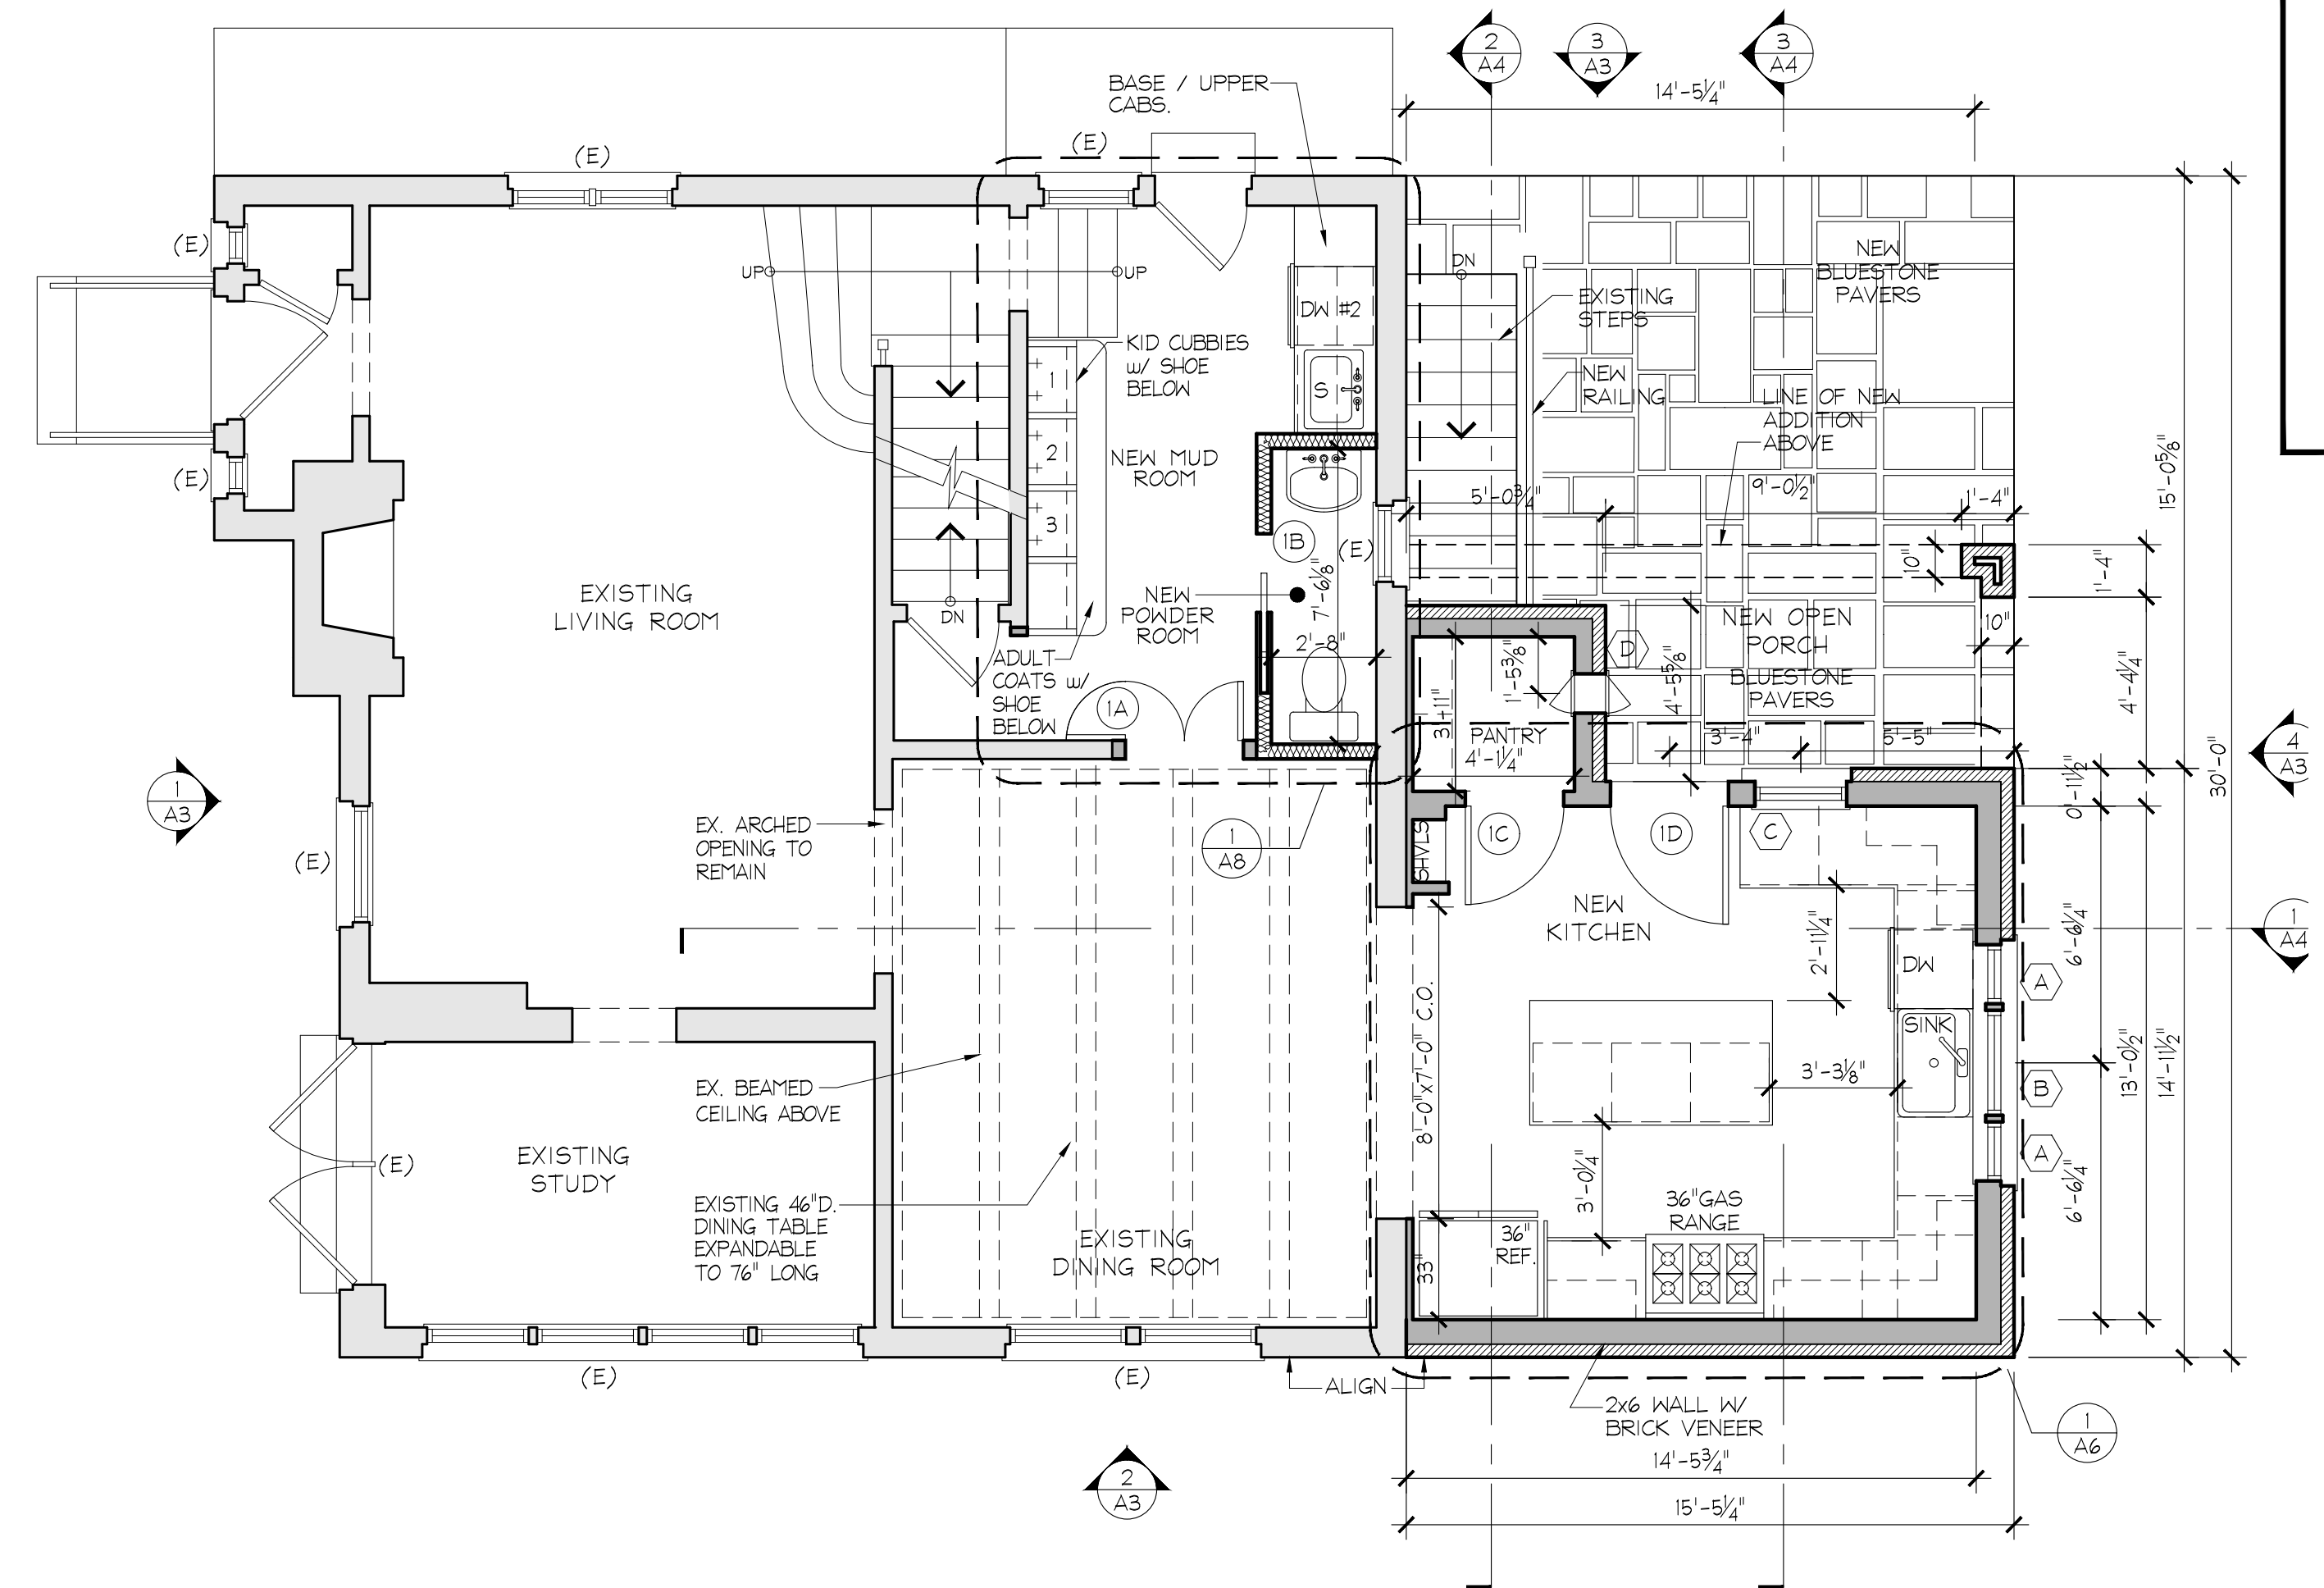 2
A4
3
A3
3
A4
BASE / UPPER
CABS.
14'-5¼"
(E)
(E)
(E)
UP
UP
DN
NEW
BLUESTONE
PAVERS
EXISTING
STEPS
DW #2
KID CUBBIES
w/ SHOE
BELOW
1
2
3
S
NEW
RAILING
LINE OF NEW
ADDITION
ABOVE
NEW MUD
ROOM
(E)
5'-0¾"
9'-0½"
1'-4"
15'-0⅝"
1B
(E)
7'-6⅛"
10"
1'-4"
EXISTING
LIVING ROOM
NEW
POWDER
ROOM
DN
2'-8"
NEW OPEN
PORCH
BLUESTONE
PAVERS
10"
D
ADULT
COATS w/
SHOE
BELOW
1A
3'-11"
1'-5⅜"
4'-5⅝"
4'-4¼"
PANTRY
4'-1¼"
3'-4"
5'-5"
30'-0"
0'-11½"
4
A3
1
A3
EX. ARCHED
OPENING TO
REMAIN
1
A8
SHVLS
1C
1D
C
(E)
NEW
KITCHEN
2'-11¼"
6'-6¼"
1
A4
DW
A
8'-0"x7'-0" C.O.
SINK
3'-3⅛"
B
13'-0½"
14'-11½"
EX. BEAMED
CEILING ABOVE
EXISTING
STUDY
(E)
A
3'-0¼"
6'-6¼"
EXISTING 46"D.
DINING TABLE
EXPANDABLE
TO 76" LONG
EXISTING
DINING ROOM
36"GAS
RANGE
36"
REF.
33"
(E)
(E)
ALIGN
2x6 WALL W/
BRICK VENEER
1
A6
14'-5¾"
2
A3
15'-5¼"